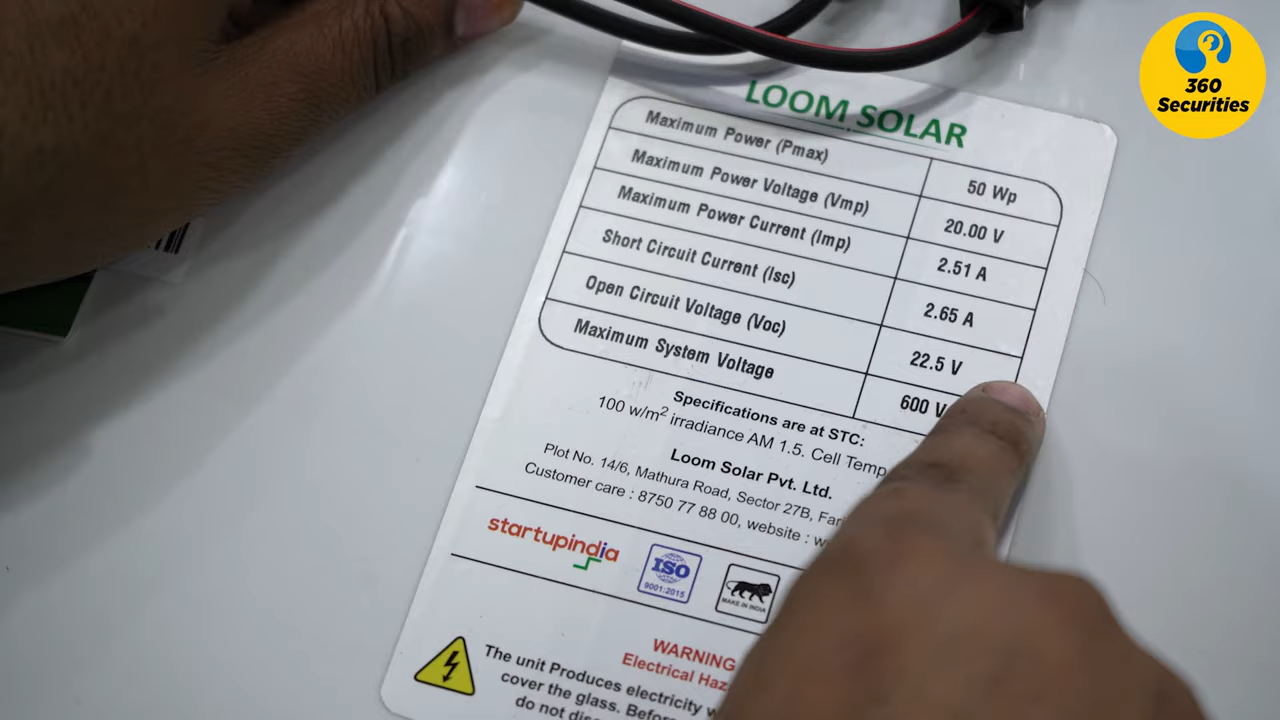 360
Securities
LOOM SOLAR
Maximum Power (Pmax) 50 Wp
Maximum Power Voltage (Vmp) 20.00 V
Maximum Power Current (Imp) 2.51 A
Short Circuit Current (Isc) 2.65 A
Open Circuit Voltage (Voc) 22.5 V
Maximum System Voltage 600 V
Specifications are at STC:
100 w/m² irradiance AM 1.5. Cell Temp
Loom Solar Pvt. Ltd.
Plot No. 14/6, Mathura Road, Sector 27B,
Customer care : 8750 77 88 00, website :
startupindia
ISO
9001:2015
MAKE IN INDIA
WARNING
Electrical
The unit Produces electricity
cover the glass.
do not